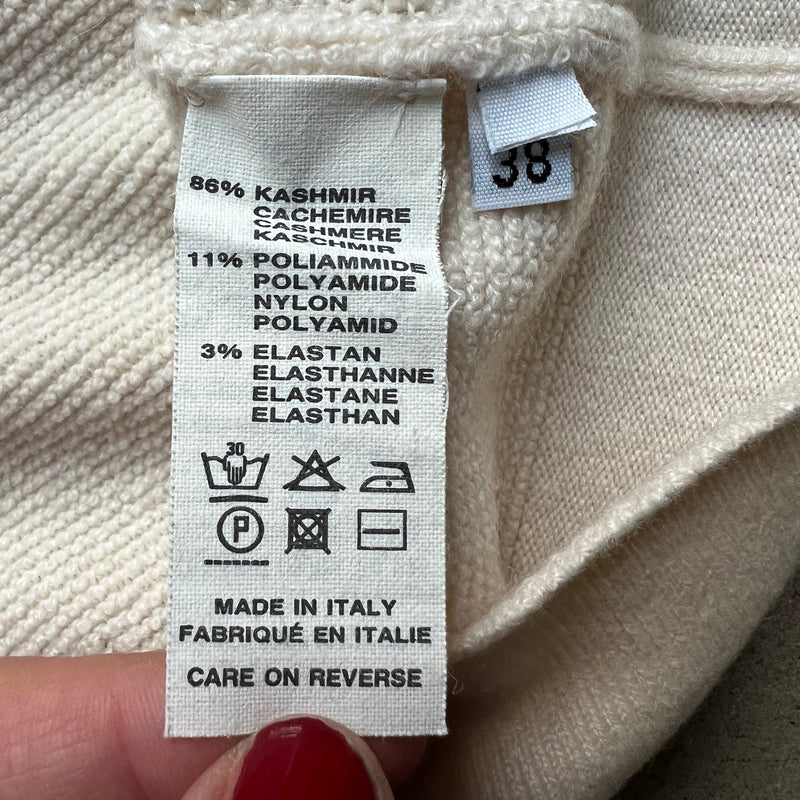 38
86% KASHMIR
CACHEMIRE
CASHMERE
KASCHMIR
11% POLIAMMIDE
POLYAMIDE
NYLON
POLYAMID
3% ELASTAN
ELASTHANNE
ELASTANE
ELASTHAN
30
P
MADE IN ITALY
FABRIQUÉ EN ITALIE
CARE ON REVERSE